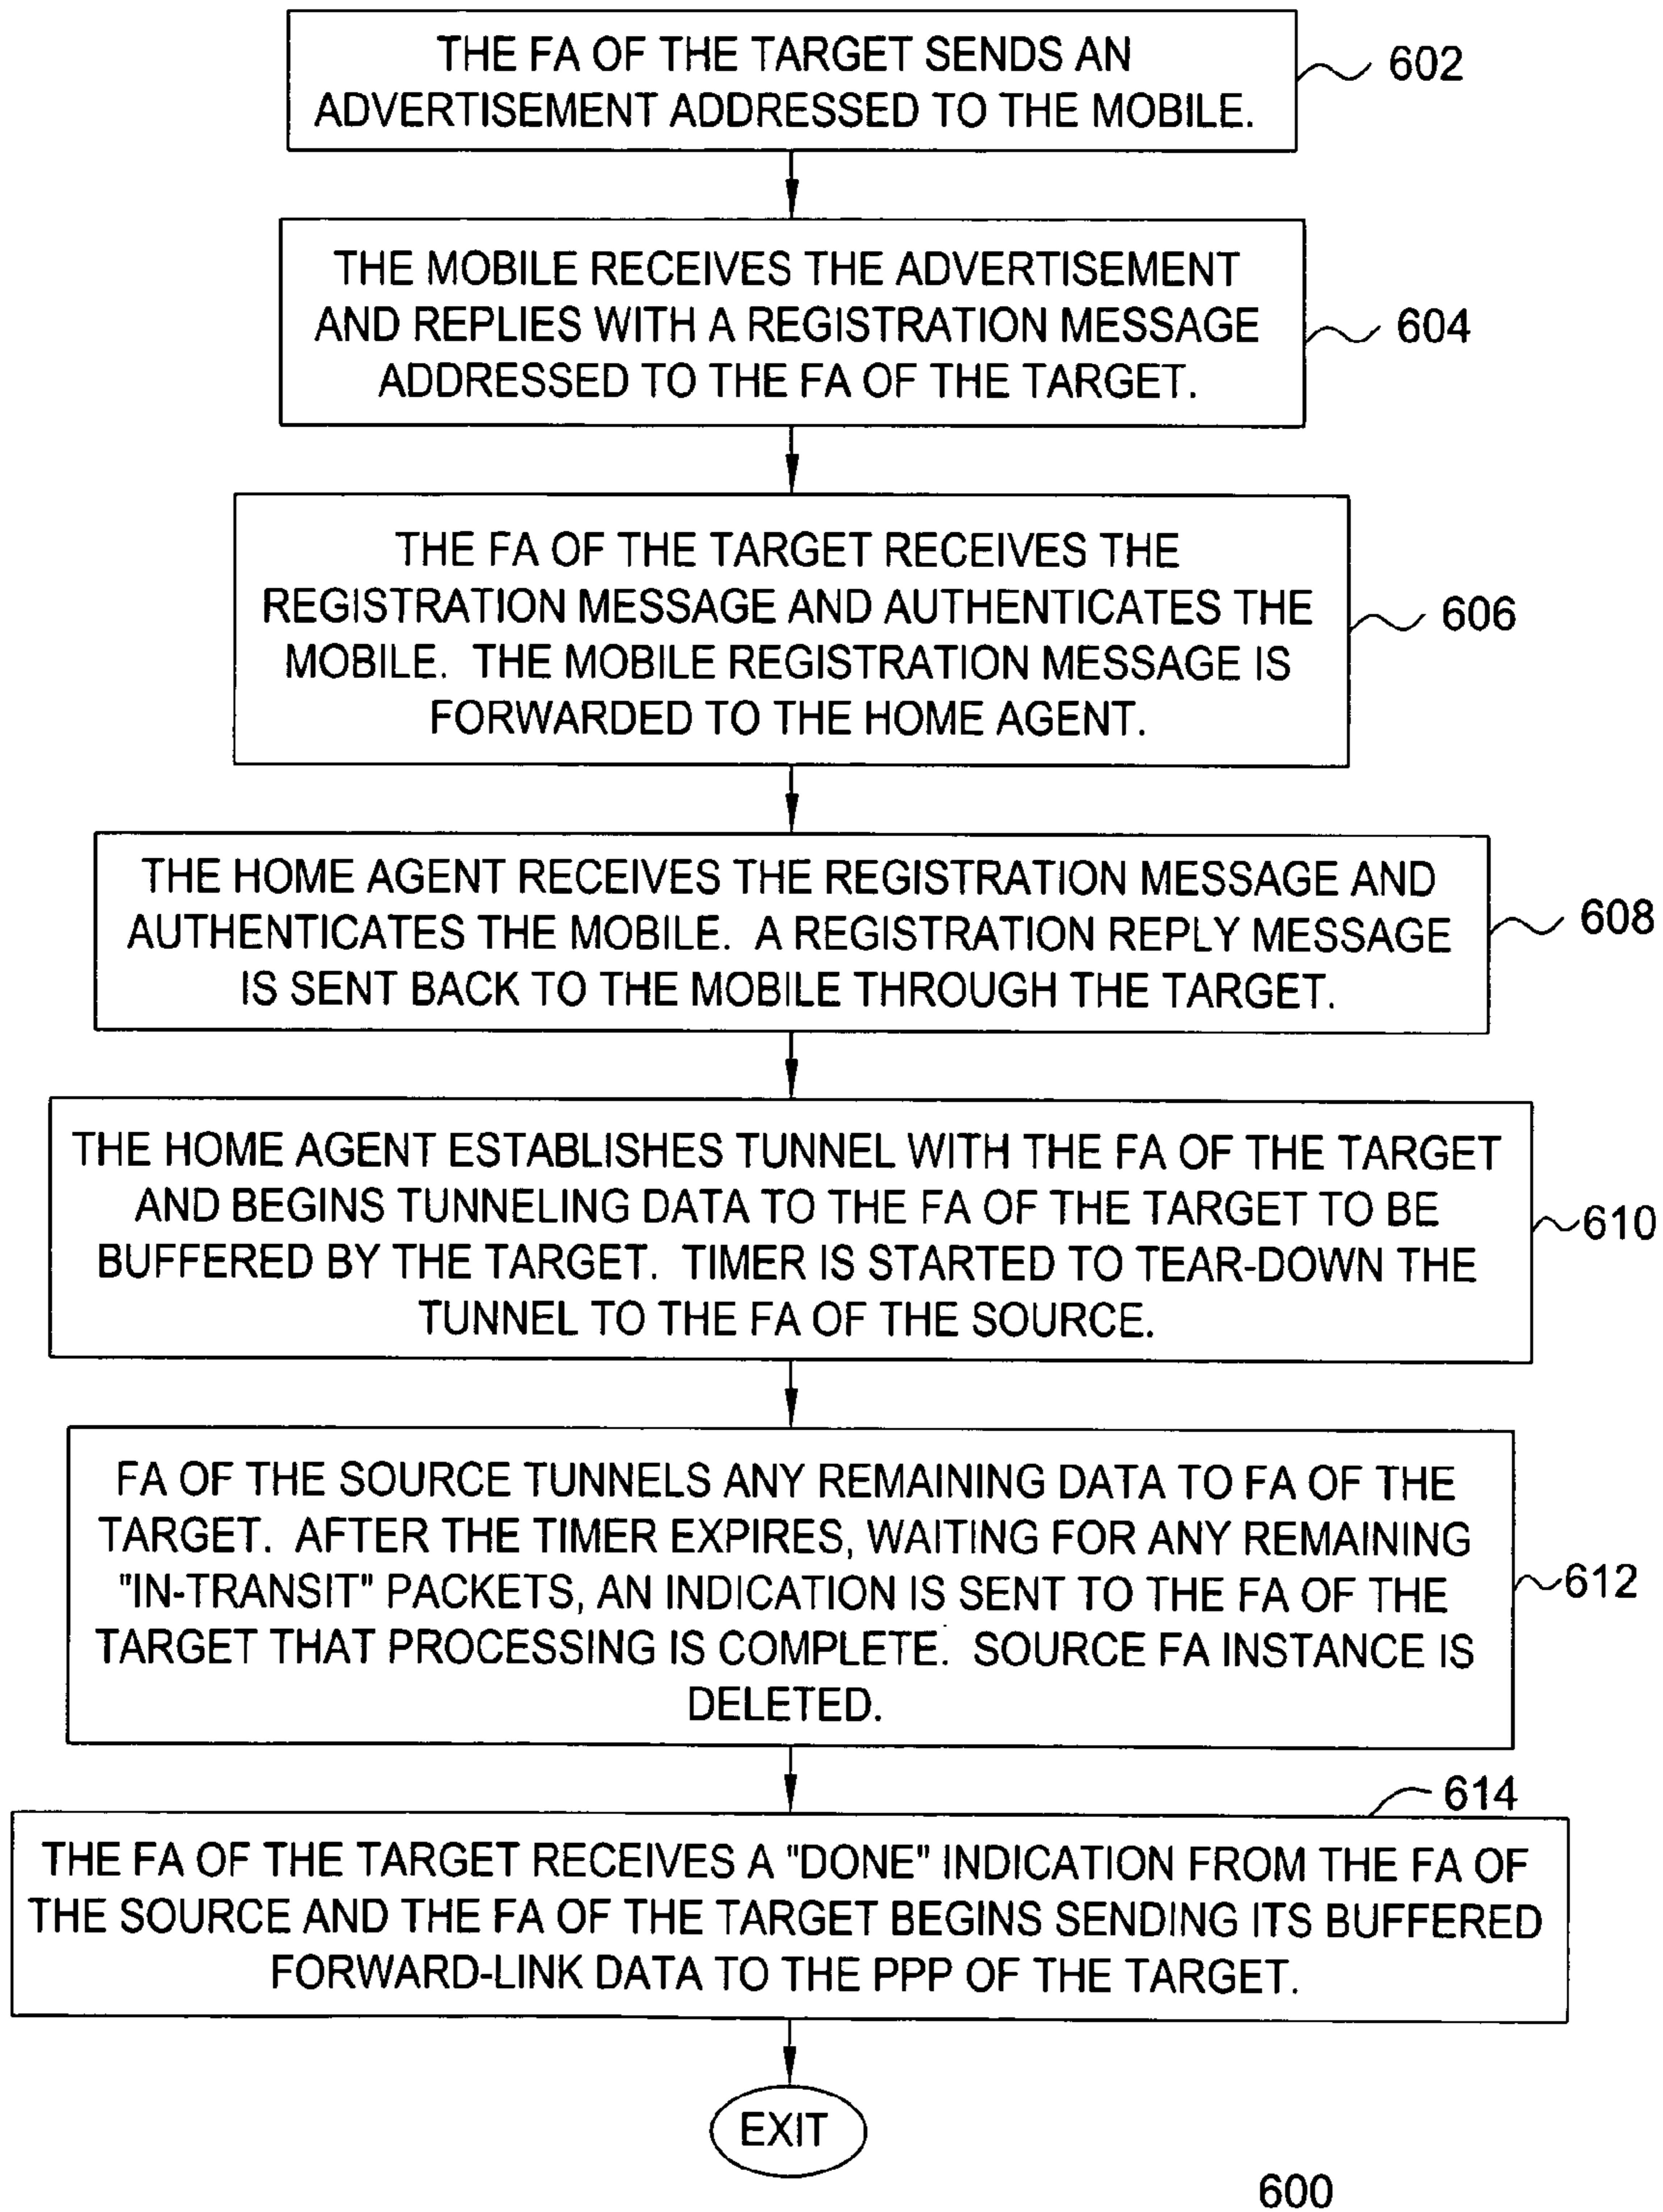 THE FA OF THE TARGET SENDS AN
ADVERTISEMENT ADDRESSED TO THE MOBILE.
602
THE MOBILE RECEIVES THE ADVERTISEMENT
AND REPLIES WITH A REGISTRATION MESSAGE
ADDRESSED TO THE FA OF THE TARGET.
604
THE FA OF THE TARGET RECEIVES THE
REGISTRATION MESSAGE AND AUTHENTICATES THE
MOBILE. THE MOBILE REGISTRATION MESSAGE IS
FORWARDED TO THE HOME AGENT.
606
THE HOME AGENT RECEIVES THE REGISTRATION MESSAGE AND
AUTHENTICATES THE MOBILE. A REGISTRATION REPLY MESSAGE
IS SENT BACK TO THE MOBILE THROUGH THE TARGET.
608
THE HOME AGENT ESTABLISHES TUNNEL WITH THE FA OF THE TARGET
AND BEGINS TUNNELING DATA TO THE FA OF THE TARGET TO BE
BUFFERED BY THE TARGET. TIMER IS STARTED TO TEAR-DOWN THE
TUNNEL TO THE FA OF THE SOURCE.
610
FA OF THE SOURCE TUNNELS ANY REMAINING DATA TO FA OF THE
TARGET. AFTER THE TIMER EXPIRES, WAITING FOR ANY REMAINING
"IN-TRANSIT" PACKETS, AN INDICATION IS SENT TO THE FA OF THE
TARGET THAT PROCESSING IS COMPLETE. SOURCE FA INSTANCE IS
DELETED.
612
614
THE FA OF THE TARGET RECEIVES A "DONE" INDICATION FROM THE FA OF
THE SOURCE AND THE FA OF THE TARGET BEGINS SENDING ITS BUFFERED
FORWARD-LINK DATA TO THE PPP OF THE TARGET.
EXIT
600